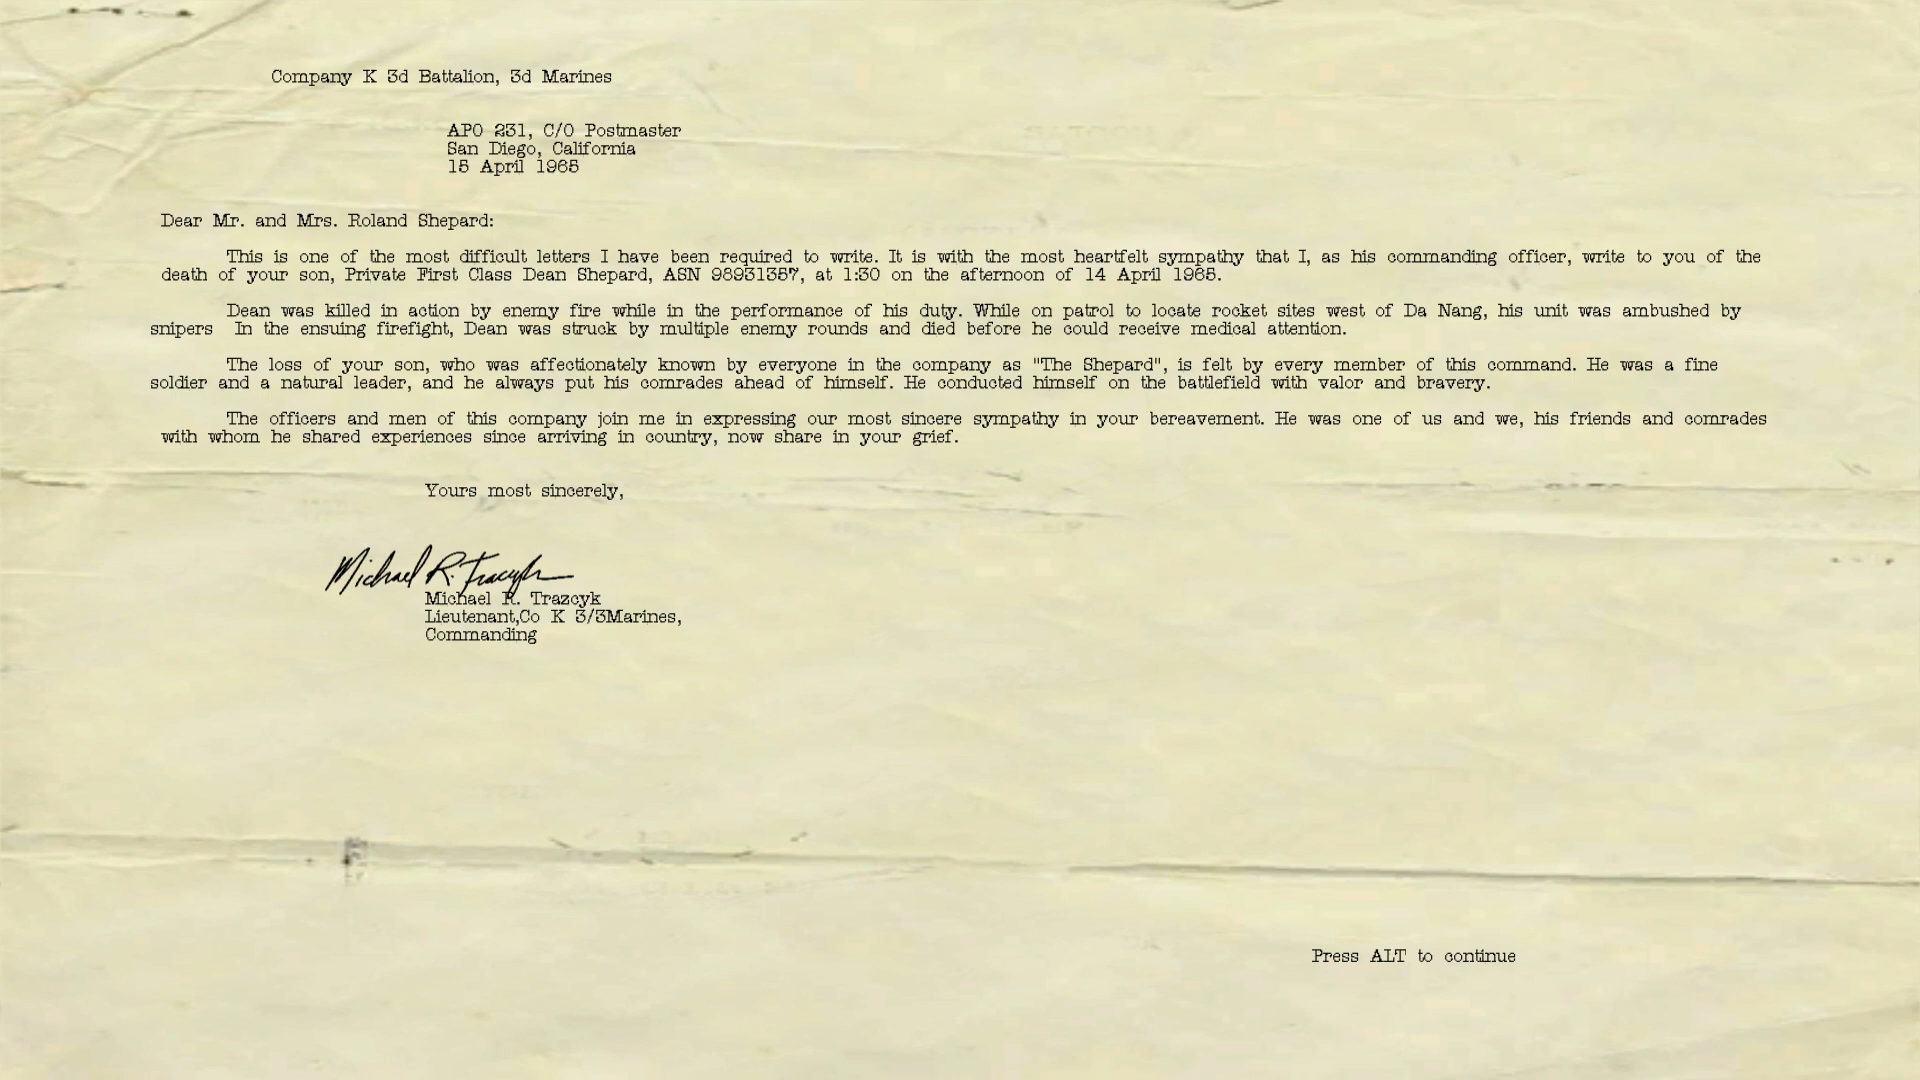 Company K 3d Battalion, 3d Marines
APO 231, C/O Postmaster
San Diego, California
15 April 1965
Dear Mr. and Mrs. Roland Shepard:
This is one of the most difficult letters I have been required to write. It is with the most heartfelt sympathy that I, as his commanding officer, write to you of the
death of your son, Private First Class Dean Shepard, ASN 98931357, at 1:30 on the afternoon of 14 April 1965.
Dean was killed in action by enemy fire while in the performance of his duty. While on patrol to locate rocket sites west of Da Nang, his unit was ambushed by
snipers In the ensuing firefight, Dean was struck by multiple enemy rounds and died before he could receive medical attention.
The loss of your son, who was affectionately known by everyone in the company as "The Shepard", is felt by every member of this command. He was a fine
soldier and a natural leader, and he always put his comrades ahead of himself. He conducted himself on the battlefield with valor and bravery.
The officers and men of this company join me in expressing our most sincere sympathy in your bereavement. He was one of us and we, his friends and comrades
with whom he shared experiences since arriving in country, now share in your grief.
Yours most sincerely,
Michael R. Tracyk
Michael R. Trazcyk
Lieutenant,Co K 3/3Marines,
Commanding
Press ALT to continue